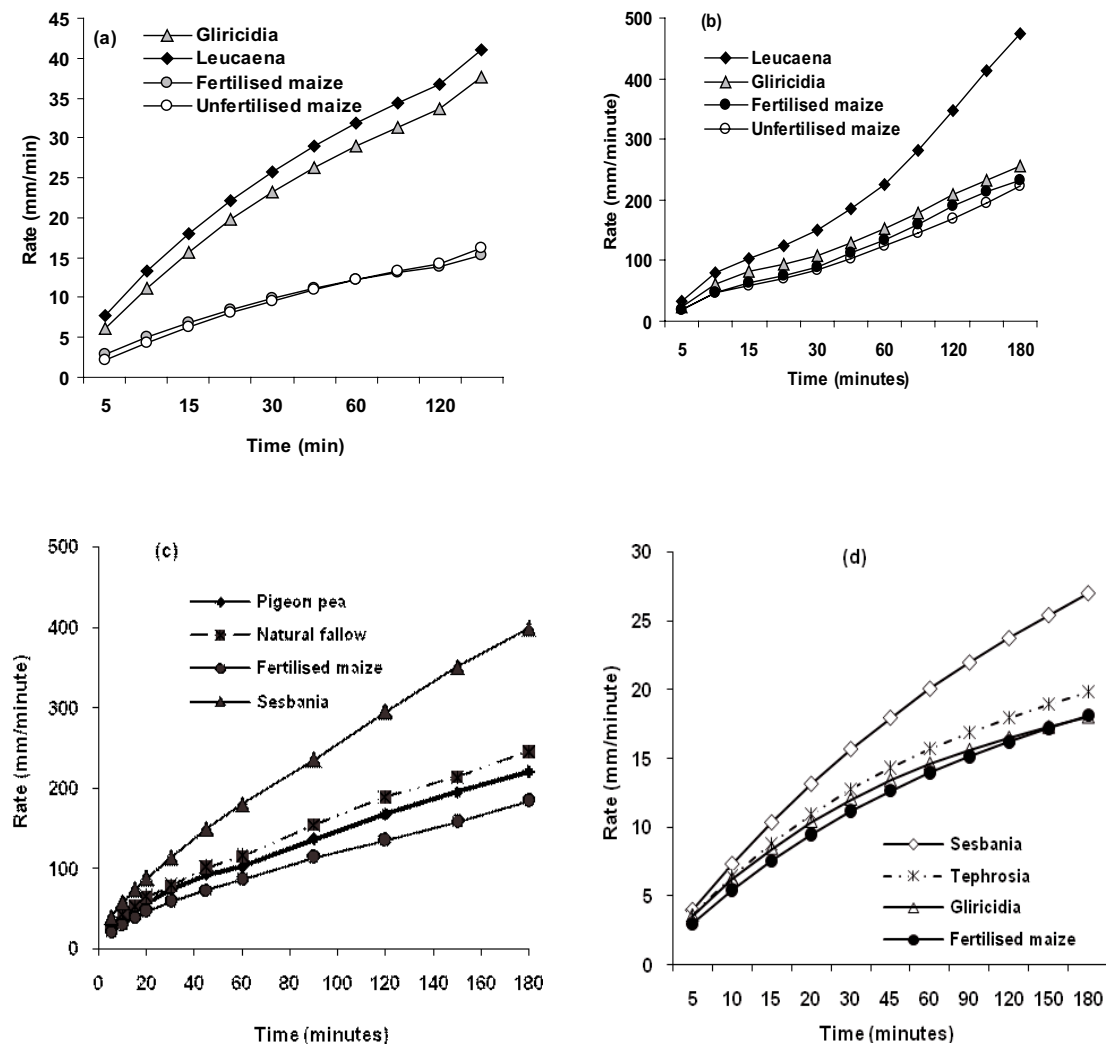 (a)
Gliricidia
Leucaena
Fertilised maize
Unfertilised maize
Rate (mm/min)
45
40
35
30
25
20
15
10
5
0
5 15 30 60 120
Time (min)
(b)
Leucaena
Gliricidia
Fertilised maize
Unfertilised maize
Rate (mm/minute)
500
400
300
200
100
0
5 15 30 60 120 180
Time (minutes)
(c)
Pigeon pea
Natural fallow
Fertilised maize
Sesbania
Rate (mm/minute)
500
400
300
200
100
0
0 20 40 60 80 100 120 140 160 180
Time (minutes)
(d)
Sesbania
Tephrosia
Gliricidia
Fertilised maize
Rate (mm/minute)
30
25
20
15
10
5
0
5 10 15 20 30 45 60 90 120 150 180
Time (minutes)